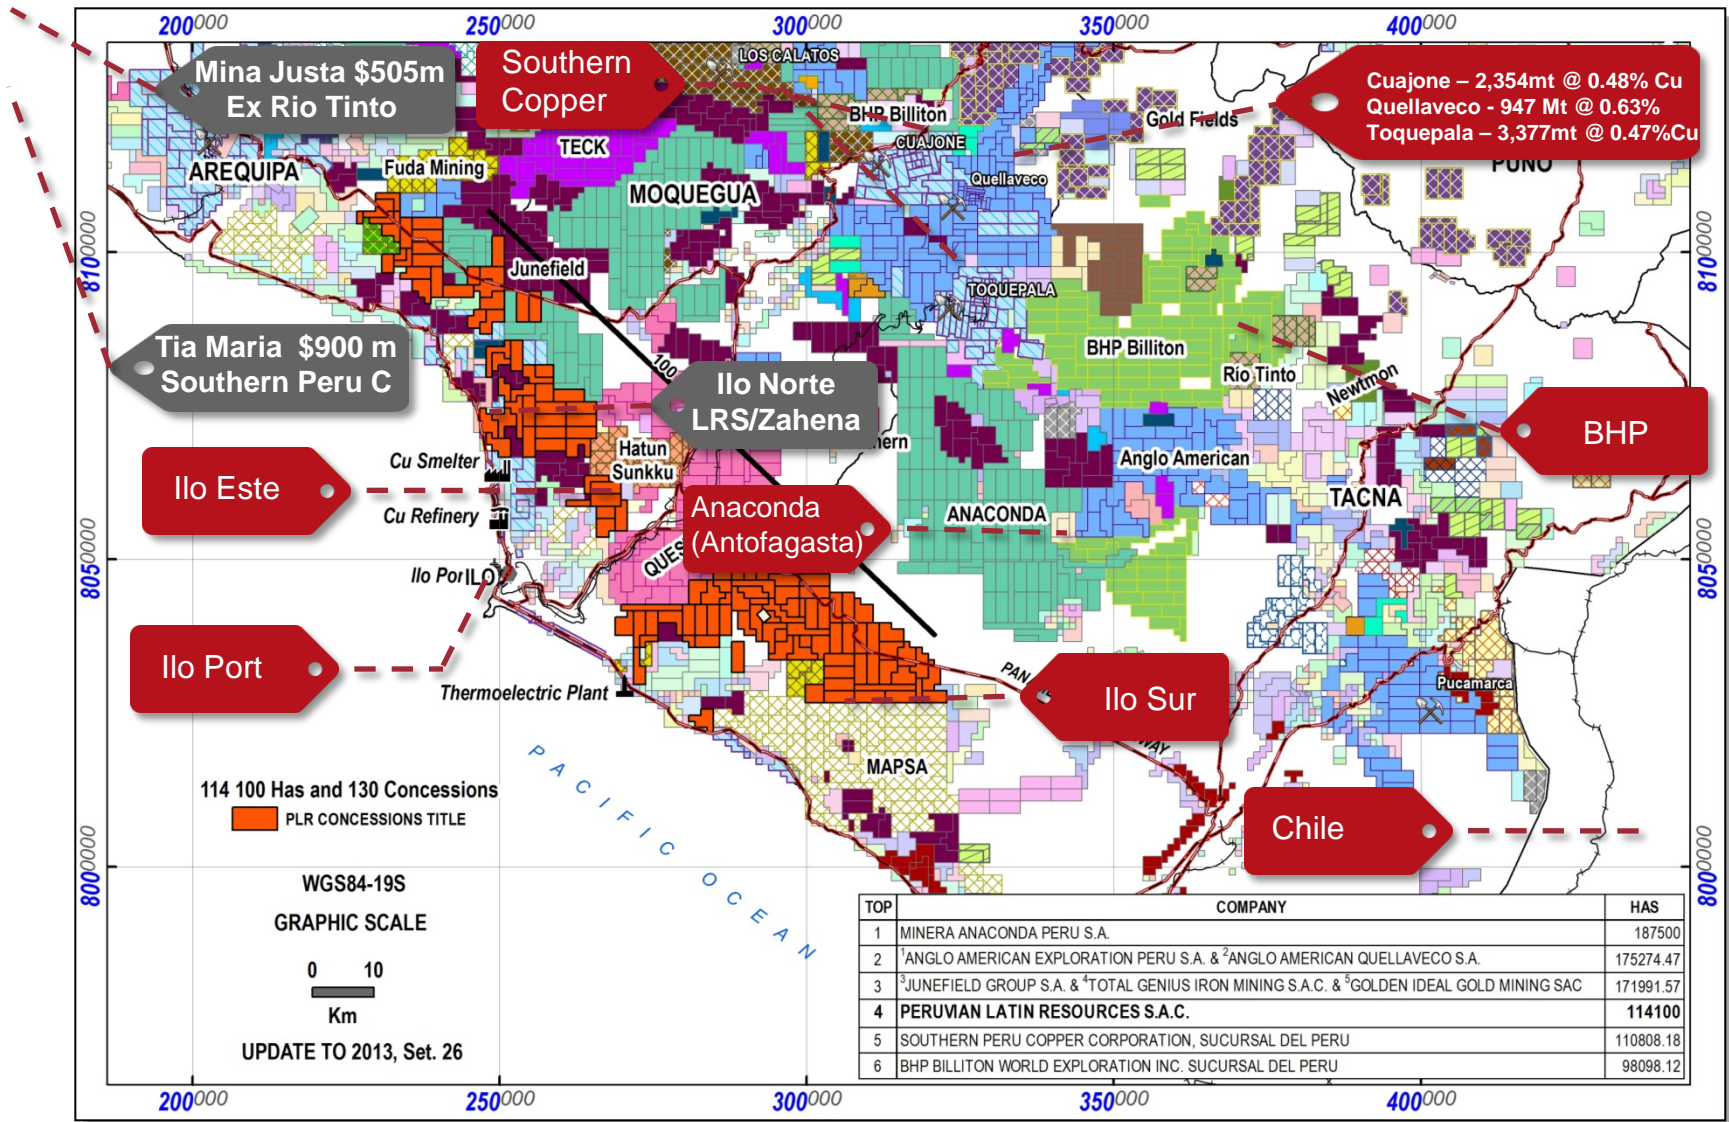 200000
250000
300000
350000
400000
Mina Justa $505m
Ex Rio Tinto
Southern
Copper
LOS CALATOS
Cuajone – 2,354mt @ 0.48% Cu
Quellaveco - 947 Mt @ 0.63%
Toquepala – 3,377mt @ 0.47%Cu
BHP Billiton
Gold Fields
TECK
CUAJONE
PUNO
AREQUIPA
Fuda Mining
MOQUEGUA
Quellaveco
8100000
8100000
Junefield
TOQUEPALA
BHP Billiton
Tia Maria $900 m
Southern Peru C
100
Ilo Norte
LRS/Zahena
Rio Tinto
Newtmon
BHP
Hatun
Sunkku
Cu Smelter
Anglo American
Ilo Este
TACNA
Cu Refinery
Anaconda
(Antofagasta)
ANACONDA
QUES
8050000
8050000
Ilo Por
ILO
Ilo Port
Thermoelectric Plant
PAN
Ilo Sur
WAY
Pucamarca
MAPSA
PACIFIC OCEAN
114 100 Has and 130 Concessions
PLR CONCESSIONS TITLE
Chile
8000000
8000000
WGS84-19S
GRAPHIC SCALE
0 10
Km
UPDATE TO 2013, Set. 26
TOP COMPANY HAS
1 MINERA ANACONDA PERU S.A. 187500
2 1ANGLO AMERICAN EXPLORATION PERU S.A. & 2ANGLO AMERICAN QUELLAVECO S.A. 175274.47
3 3JUNEFIELD GROUP S.A. & 4TOTAL GENIUS IRON MINING S.A.C. & 5GOLDEN IDEAL GOLD MINING SAC 171991.57
4 PERUVIAN LATIN RESOURCES S.A.C. 114100
5 SOUTHERN PERU COPPER CORPORATION, SUCURSAL DEL PERU 110808.18
6 BHP BILLITON WORLD EXPLORATION INC. SUCURSAL DEL PERU 98098.12
200000
250000
300000
350000
400000